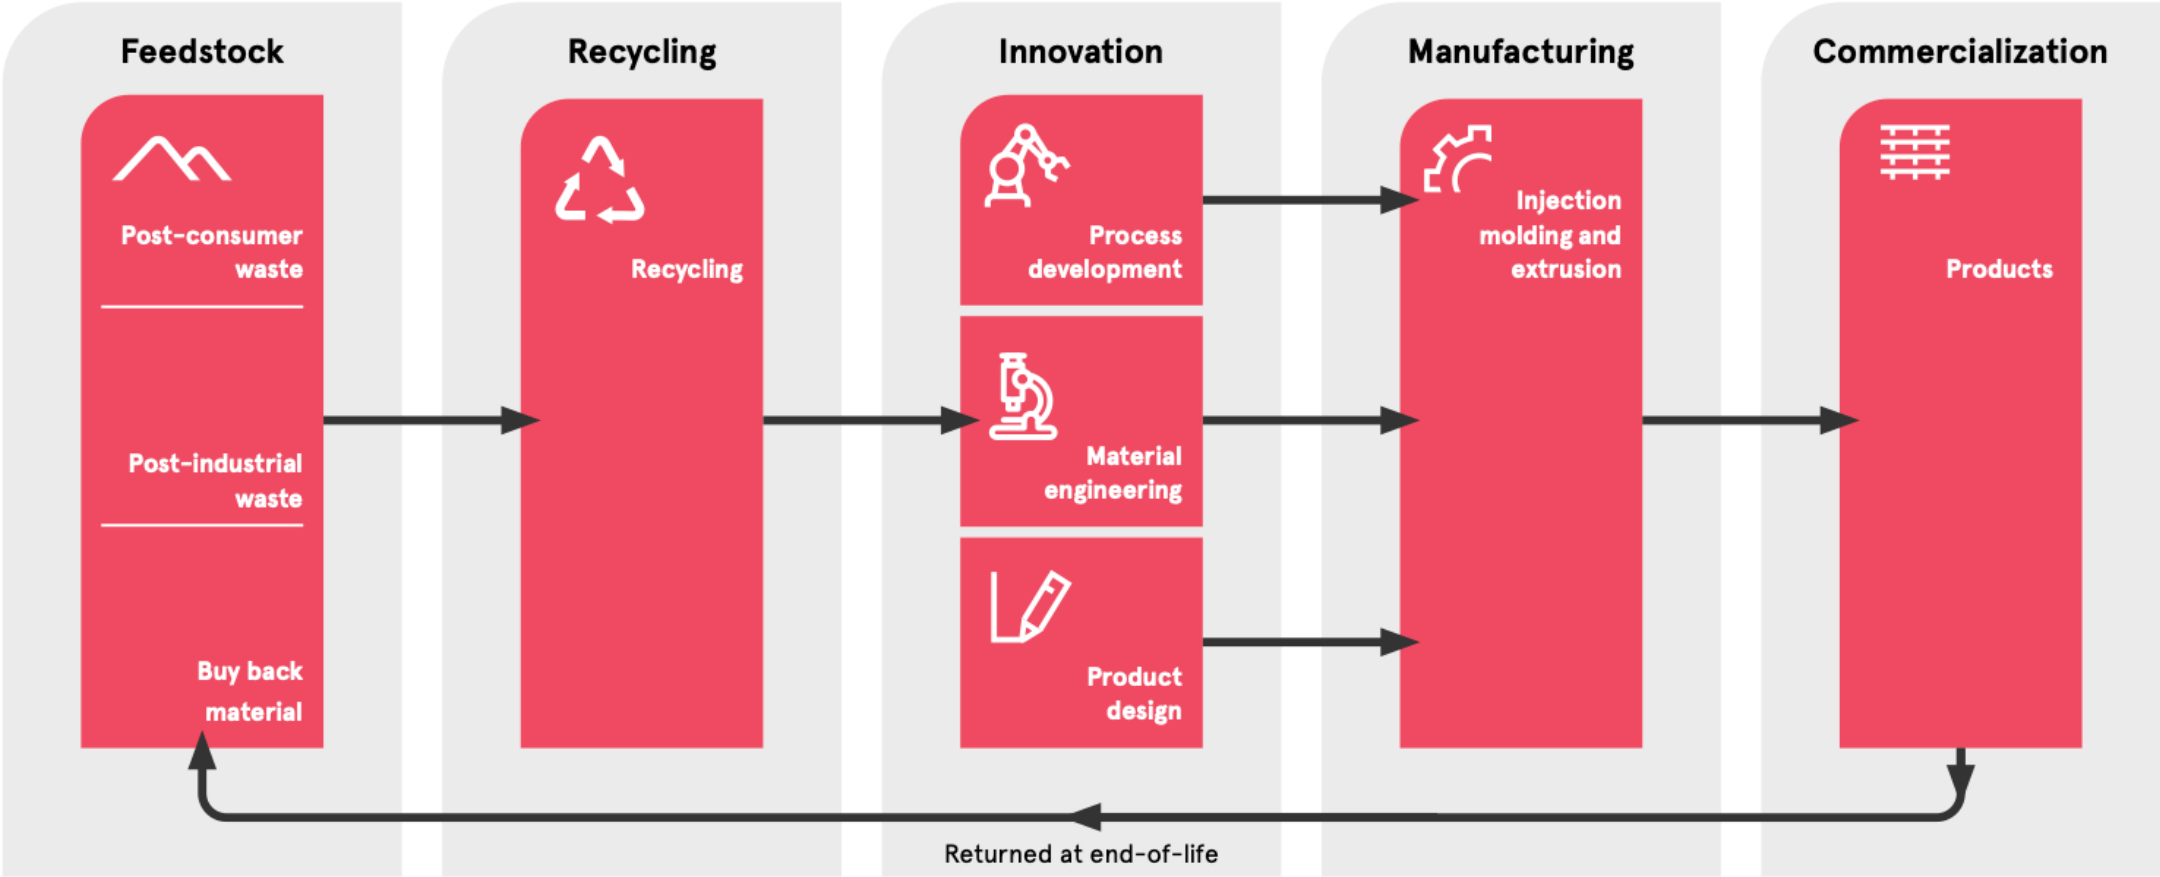 Feedstock
Post-consumer
waste
Post-industrial
waste
Buy back
material
Recycling
Recycling
Innovation
Process
development
Material
engineering
Product
design
Manufacturing
Injection
molding and
extrusion
Commercialization
Products
Returned at end-of-life